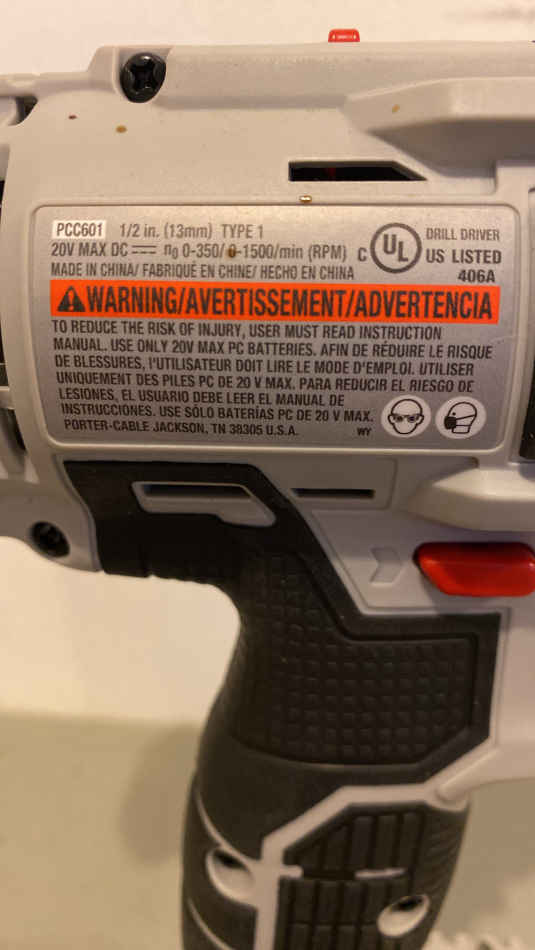 PCC601 1/2 in. (13mm) TYPE 1
20V MAX DC n₀ 0-350/ 0-1500/min (RPM)
MADE IN CHINA/ FABRIQUÉ EN CHINE/ HECHO EN CHINA
C UL US LISTED
DRILL DRIVER
406A
WARNING/AVERTISSEMENT/ADVERTENCIA
TO REDUCE THE RISK OF INJURY, USER MUST READ INSTRUCTION
MANUAL. USE ONLY 20V MAX PC BATTERIES. AFIN DE RÉDUIRE LE RISQUE
DE BLESSURES, l'UTILISATEUR DOIT LIRE LE MODE D'EMPLOI. UTILISER
UNIQUEMENT DES PILES PC DE 20 V MAX. PARA REDUCIR EL RIESGO DE
LESIONES, EL USUARIO DEBE LEER EL MANUAL DE
INSTRUCCIONES. USE SÓLO BATERÍAS PC DE 20 V MAX.
PORTER-CABLE JACKSON, TN 38305 U.S.A. WY